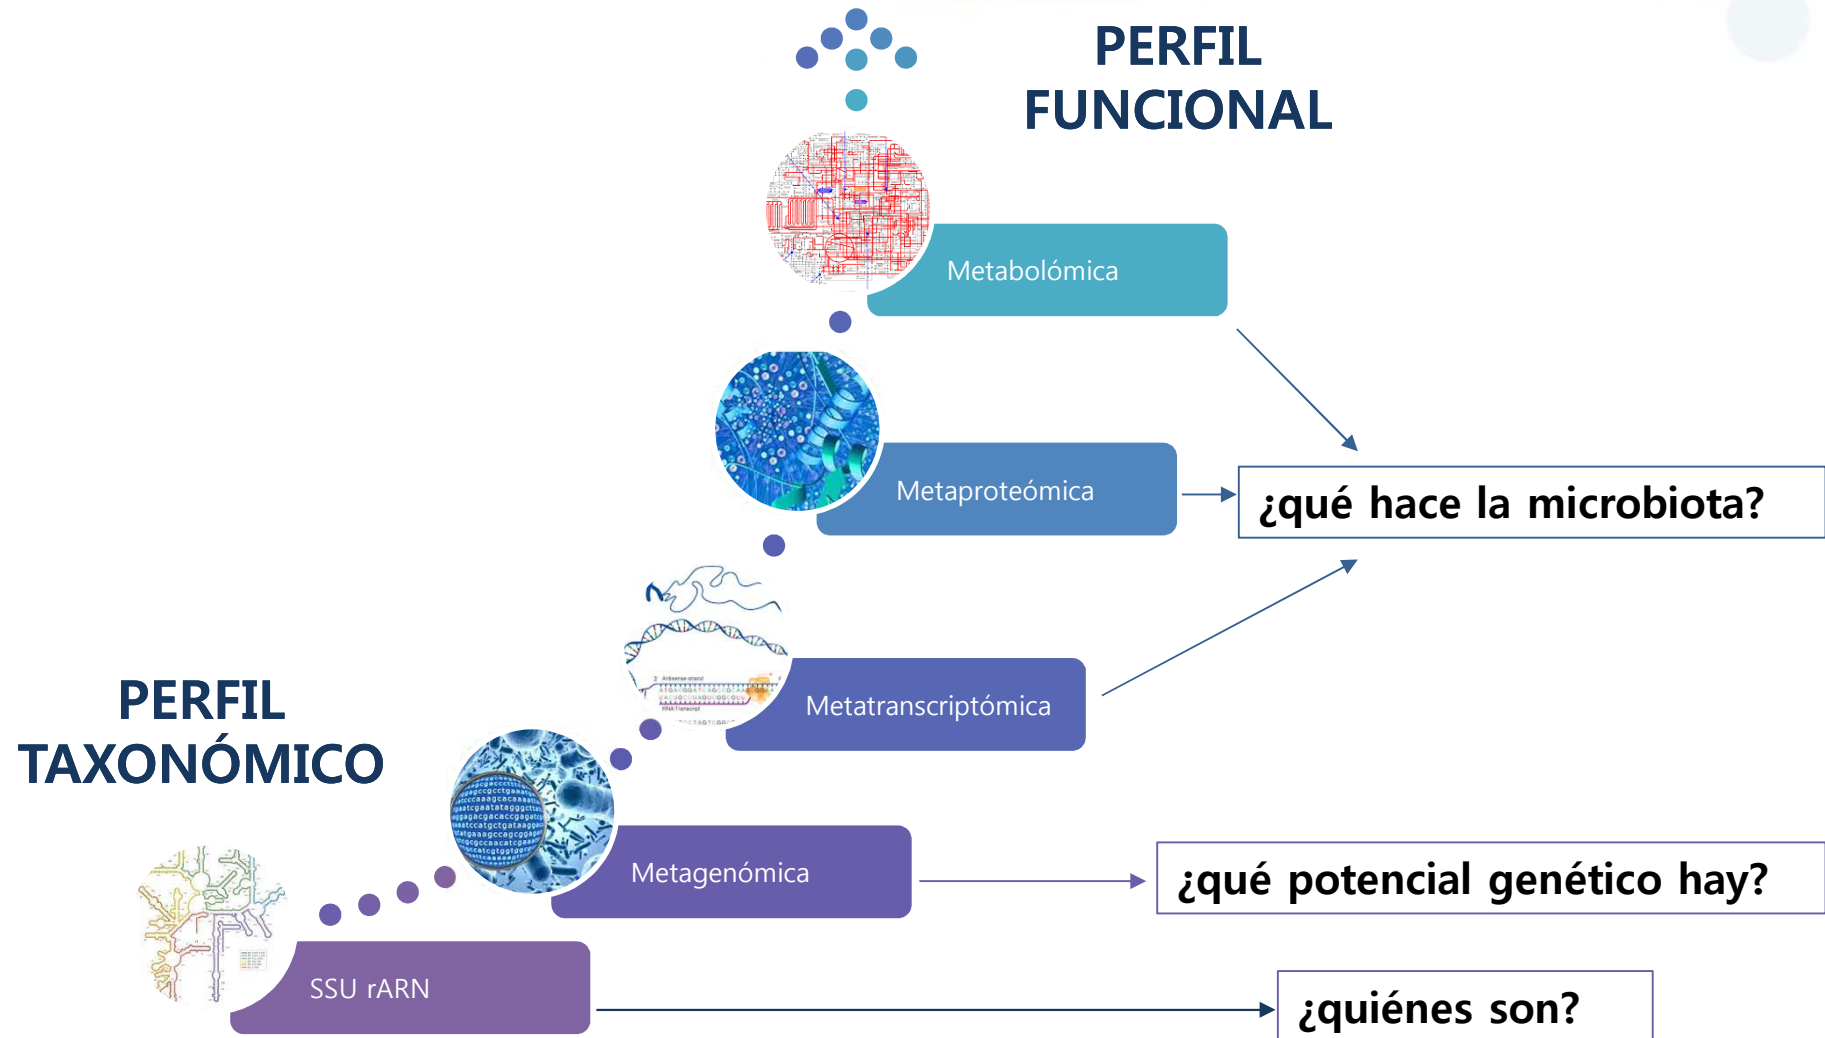 PERFIL
FUNCIONAL
Metabolómica
Metaproteómica
¿qué hace la microbiota?
Metatranscriptómica
PERFIL
TAXONÓMICO
Metagenómica
¿qué potencial genético hay?
SSU rARN
¿quiénes son?